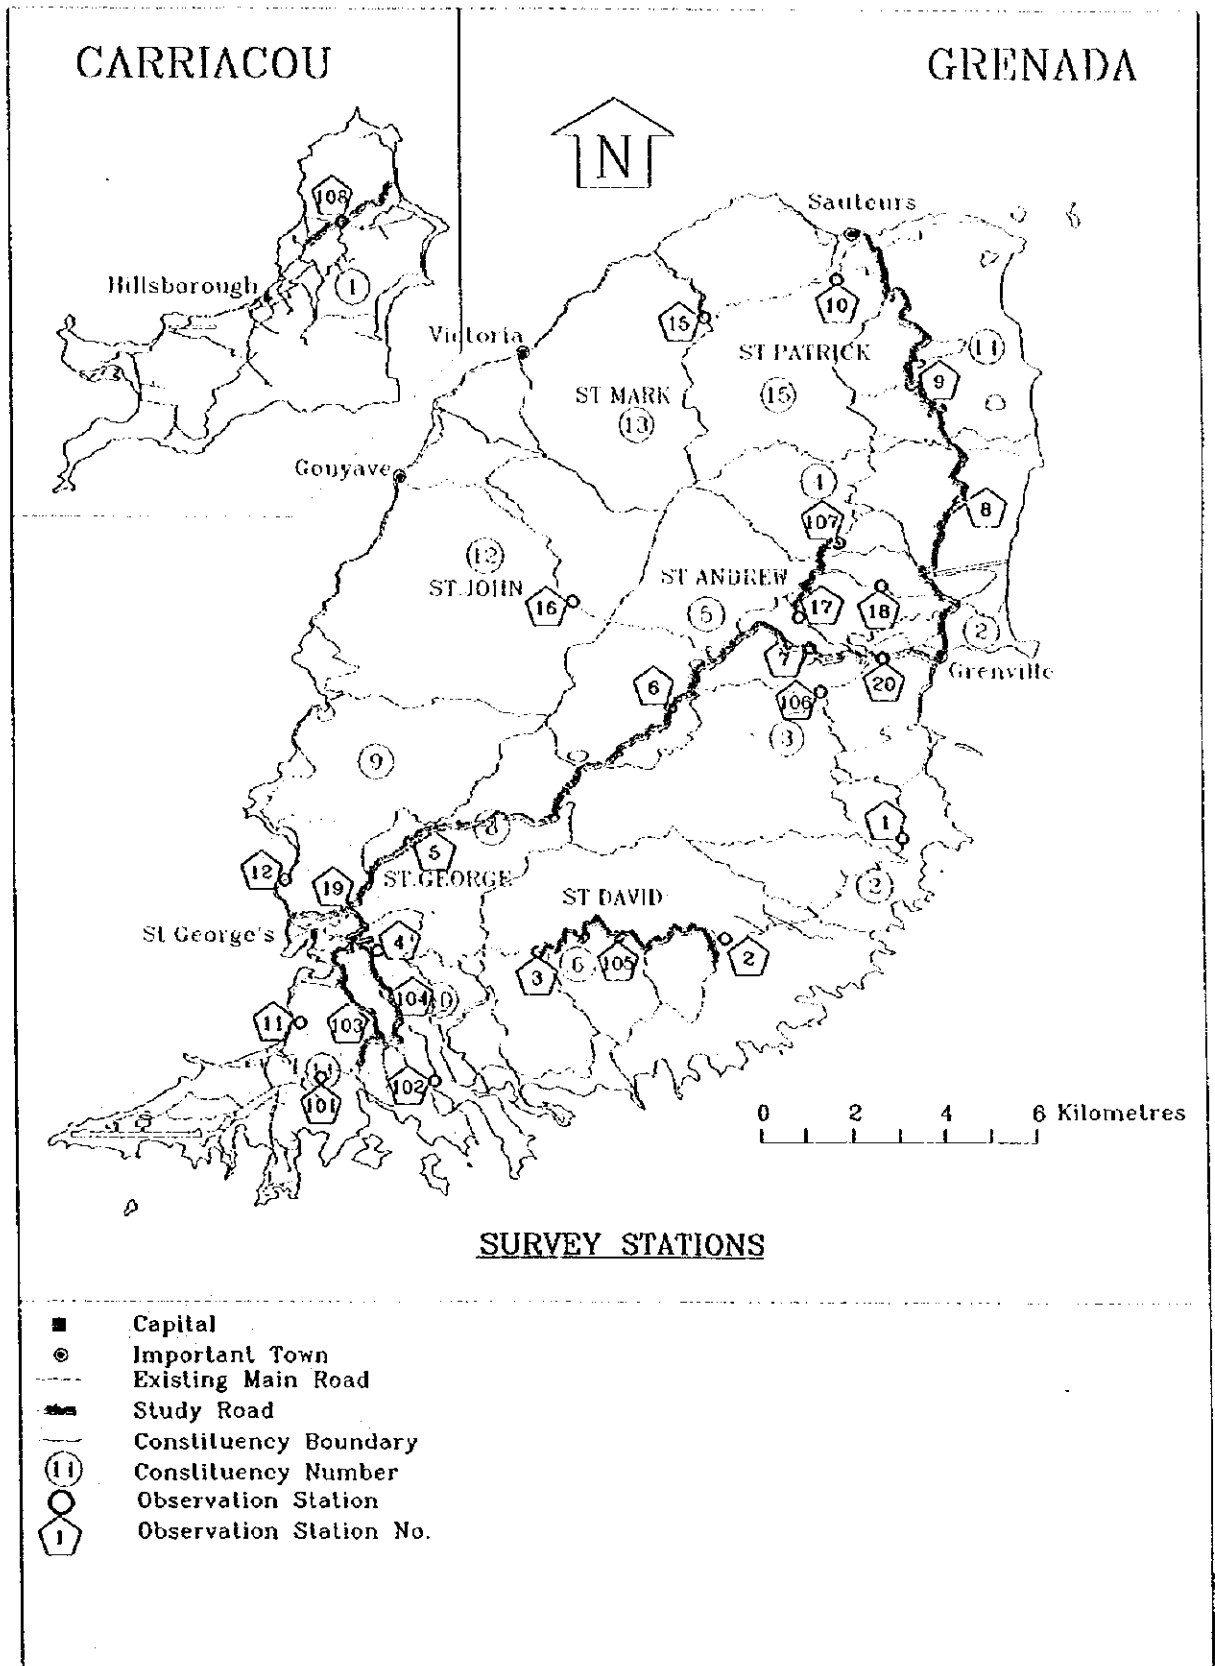 CARRIACOU
GRENADA
N
Sauteurs
108
Hillsborough
1
10
15
Victoria
ST PATRICK
11
9
ST MARK
15
13
Gouyave
4
107
8
12
ST ANDREW
ST.JOHN
16
17
18
5
2
7
Grenville
6
20
106
3
9
1
5
12
19
ST.GEORGE
2
ST DAVID
St George's
4
3
6
105
2
104
11
103
102
101
0 2 4 6 Kilometres
SURVEY STATIONS
Capital
Important Town
Existing Main Road
Study Road
Constituency Boundary
11 Constituency Number
Observation Station
1 Observation Station No.